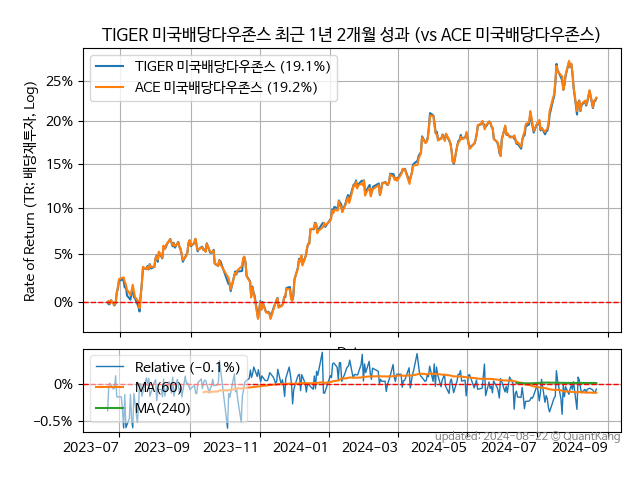 TIGER 미국배당다우존스 최근 1년 2개월 성과 (vs ACE 미국배당다우존스)
TIGER 미국배당다우존스 (19.1%)
ACE 미국배당다우존스 (19.2%)
Rate of Return (TR: 배당재투자, Log)
25%
20%
15%
10%
5%
0%
Relative (−0.1%)
MA(60)
MA(240)
0%
−0.5%
2023−07
2023−09
2023−11
2024−01
2024−03
2024−05
2024−07
2024−09
updated: 2024−08−22 © QuantKang